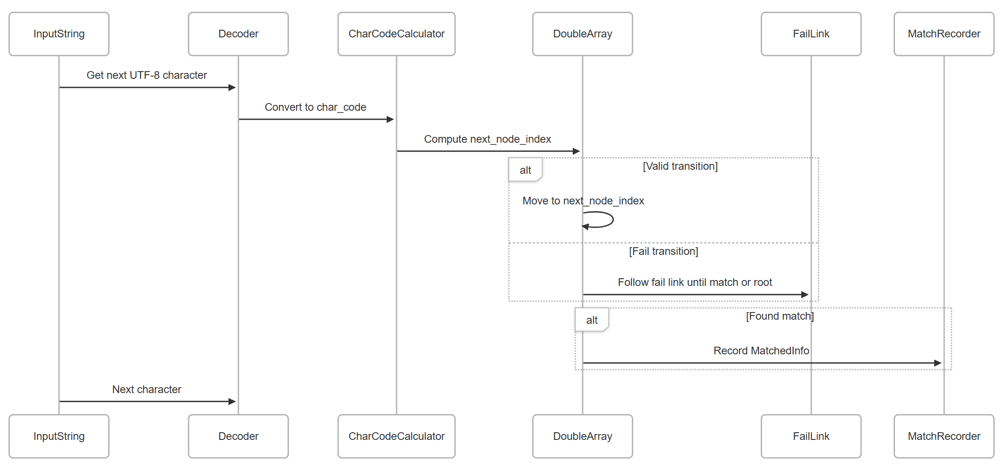 InputString
Decoder
CharCodeCalculator
DoubleArray
FailLink
MatchRecorder
Get next UTF-8 character
Convert to char_code
Compute next_node_index
alt
[Valid transition]
Move to next_node_index
[Fail transition]
Follow fail link until match or root
alt
[Found match]
Record MatchedInfo
Next character
InputString
Decoder
CharCodeCalculator
DoubleArray
FailLink
MatchRecorder